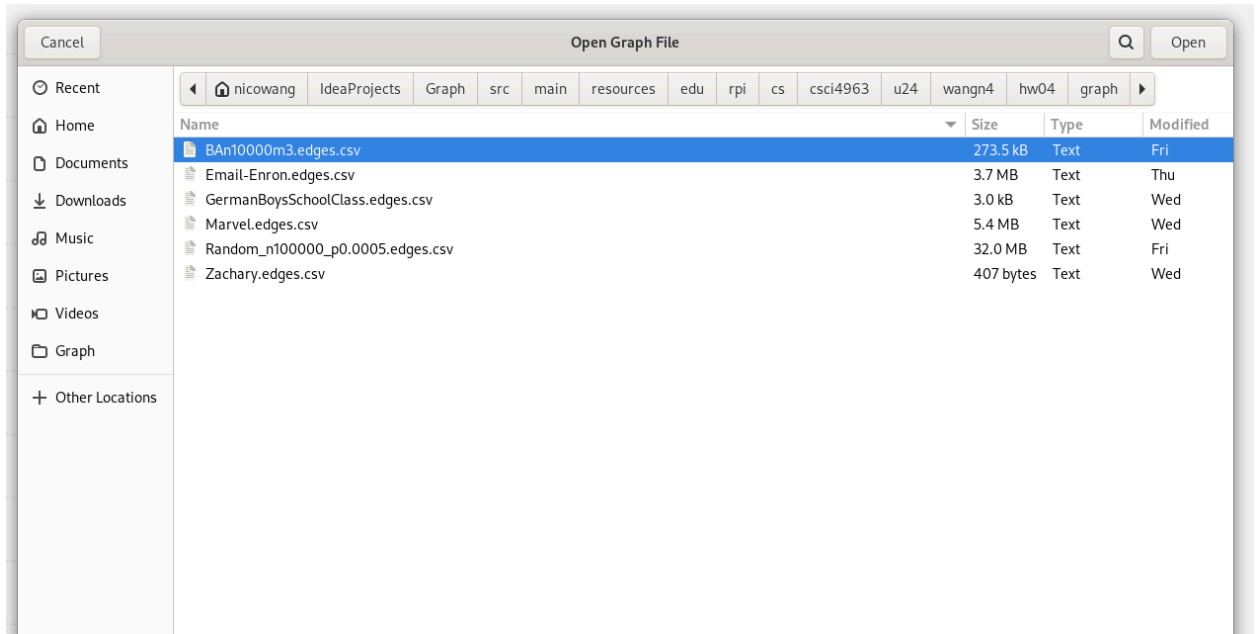 Cancel Open Graph File Open
Recent
Home
Documents
Downloads
Music
Pictures
Videos
Graph
Other Locations
nicowang IdeaProjects Graph src main resources edu rpi cs csci4963 u24 wangn4 hw04 graph
Name Size Type Modified
BAn10000m3.edges.csv 273.5 kB Text Fri
Email-Enron.edges.csv 3.7 MB Text Thu
GermanBoysSchoolClass.edges.csv 3.0 kB Text Wed
Marvel.edges.csv 5.4 MB Text Wed
Random_n100000_p0.0005.edges.csv 32.0 MB Text Fri
Zachary.edges.csv 407 bytes Text Wed